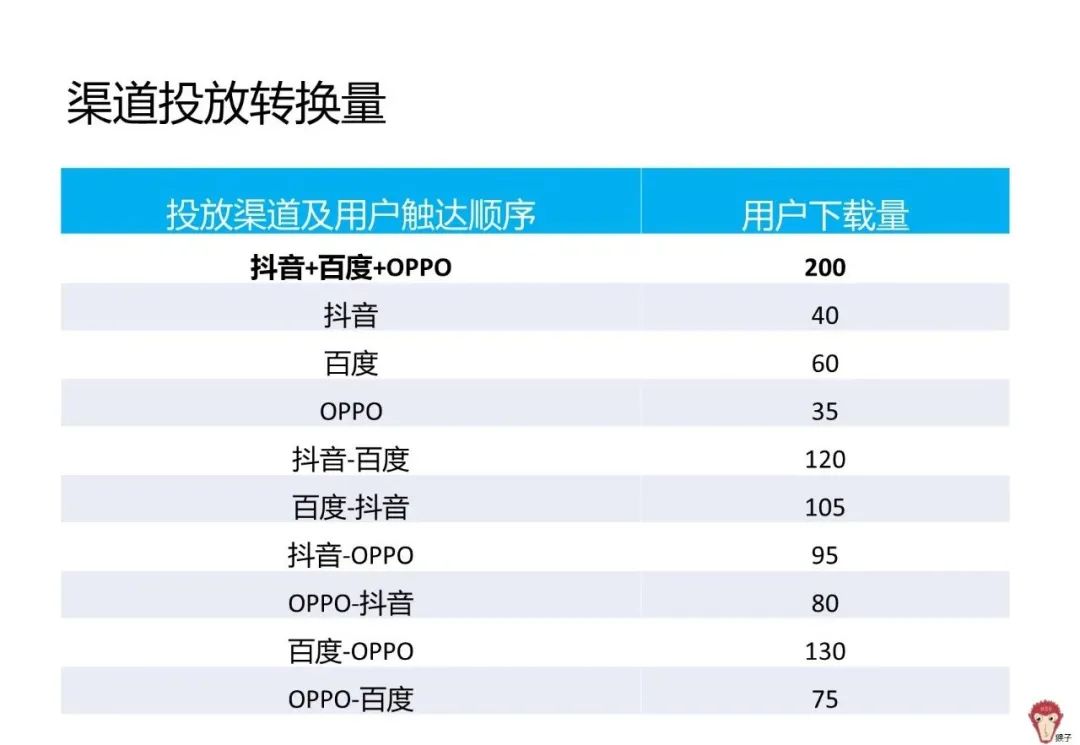 渠道投放转换量
投放渠道及用户触达顺序 用户下载量
抖音+百度+OPPO 200
抖音 40
百度 60
OPPO 35
抖音-百度 120
百度-抖音 105
抖音-OPPO 95
OPPO-抖音 80
百度-OPPO 130
OPPO-百度 75
猴子